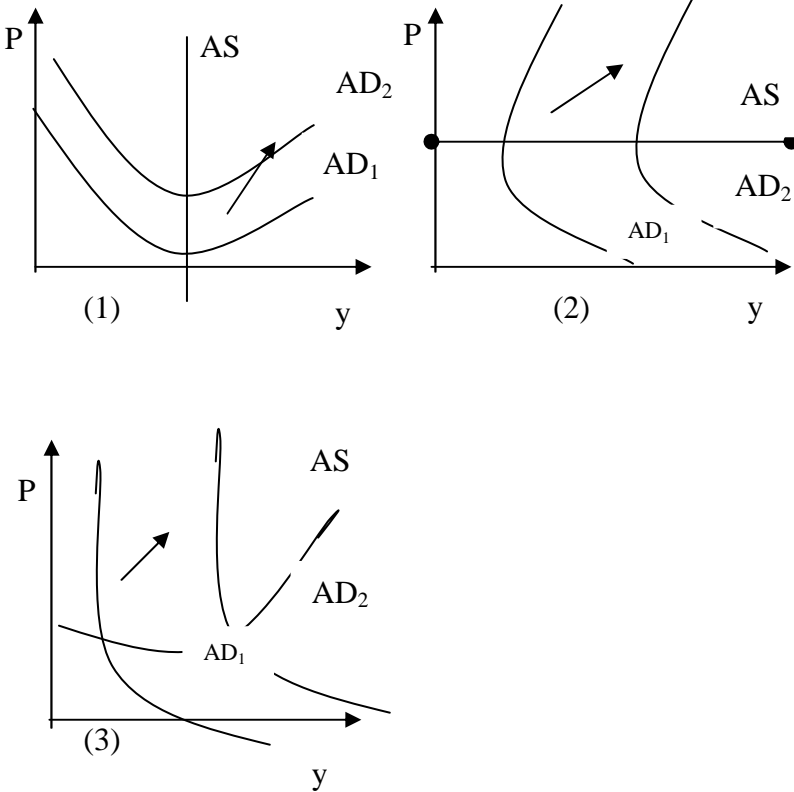 P
AS
AD₂
AD₁
(1)
y
P
AS
AD₂
AD₁
(2)
y
P
AS
AD₂
AD₁
(3)
y